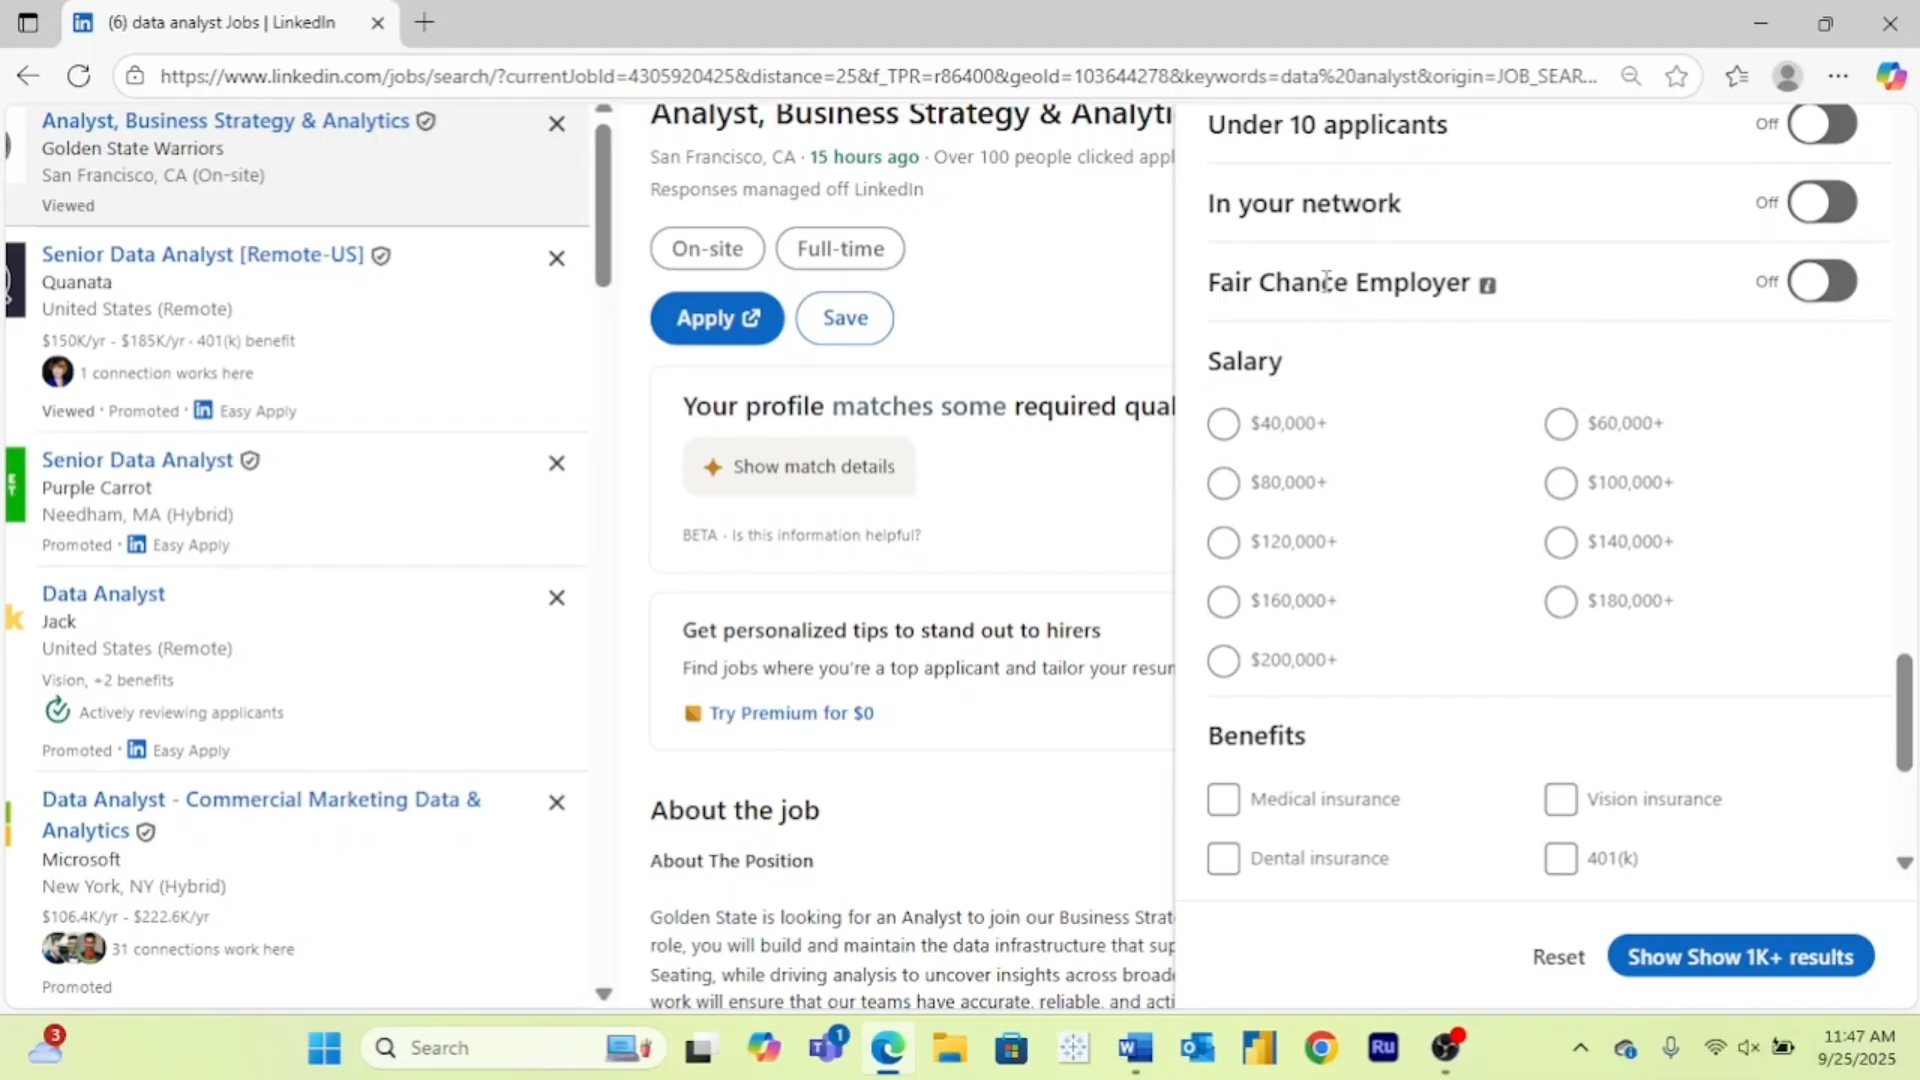 (6) data analyst Jobs | LinkedIn
https://www.linkedin.com/jobs/search/?currentJobId=4305920425&distance=25&f_TPR=r86400&geoId=103644278&keywords=data%20analyst&origin=JOB_SEAR...
Analyst, Business Strategy & Analytics
Golden State Warriors
San Francisco, CA (On-site)
Viewed
Senior Data Analyst [Remote-US]
Quanata
United States (Remote)
$150K/yr - $185K/yr · 401(k) benefit
1 connection works here
Viewed · Promoted · in Easy Apply
Senior Data Analyst
Purple Carrot
Needham, MA (Hybrid)
Promoted · in Easy Apply
Data Analyst
Jack
United States (Remote)
Vision, +2 benefits
Actively reviewing applicants
Promoted · in Easy Apply
Data Analyst - Commercial Marketing Data &
Analytics
Microsoft
New York, NY (Hybrid)
$106.4K/yr - $222.6K/yr
31 connections work here
Promoted
Analyst, Business Strategy & Analyti
San Francisco, CA · 15 hours ago · Over 100 people clicked appl
Responses managed off LinkedIn
On-site
Full-time
Apply
Save
Your profile matches some required qual
Show match details
BETA · Is this information helpful?
Get personalized tips to stand out to hirers
Find jobs where you're a top applicant and tailor your resur
Try Premium for $0
About the job
About The Position
Golden State is looking for an Analyst to join our Business Strat
role, you will build and maintain the data infrastructure that sup
Seating, while driving analysis to uncover insights across broad
work will ensure that our teams have accurate, reliable, and acti
Under 10 applicants
Off
In your network
Off
Fair Chance Employer
Off
Salary
$40,000+
$60,000+
$80,000+
$100,000+
$120,000+
$140,000+
$160,000+
$180,000+
$200,000+
Benefits
Medical insurance
Vision insurance
Dental insurance
401(k)
Reset
Show Show 1K+ results
3
Search
1
Ru
11:47 AM
9/25/2025